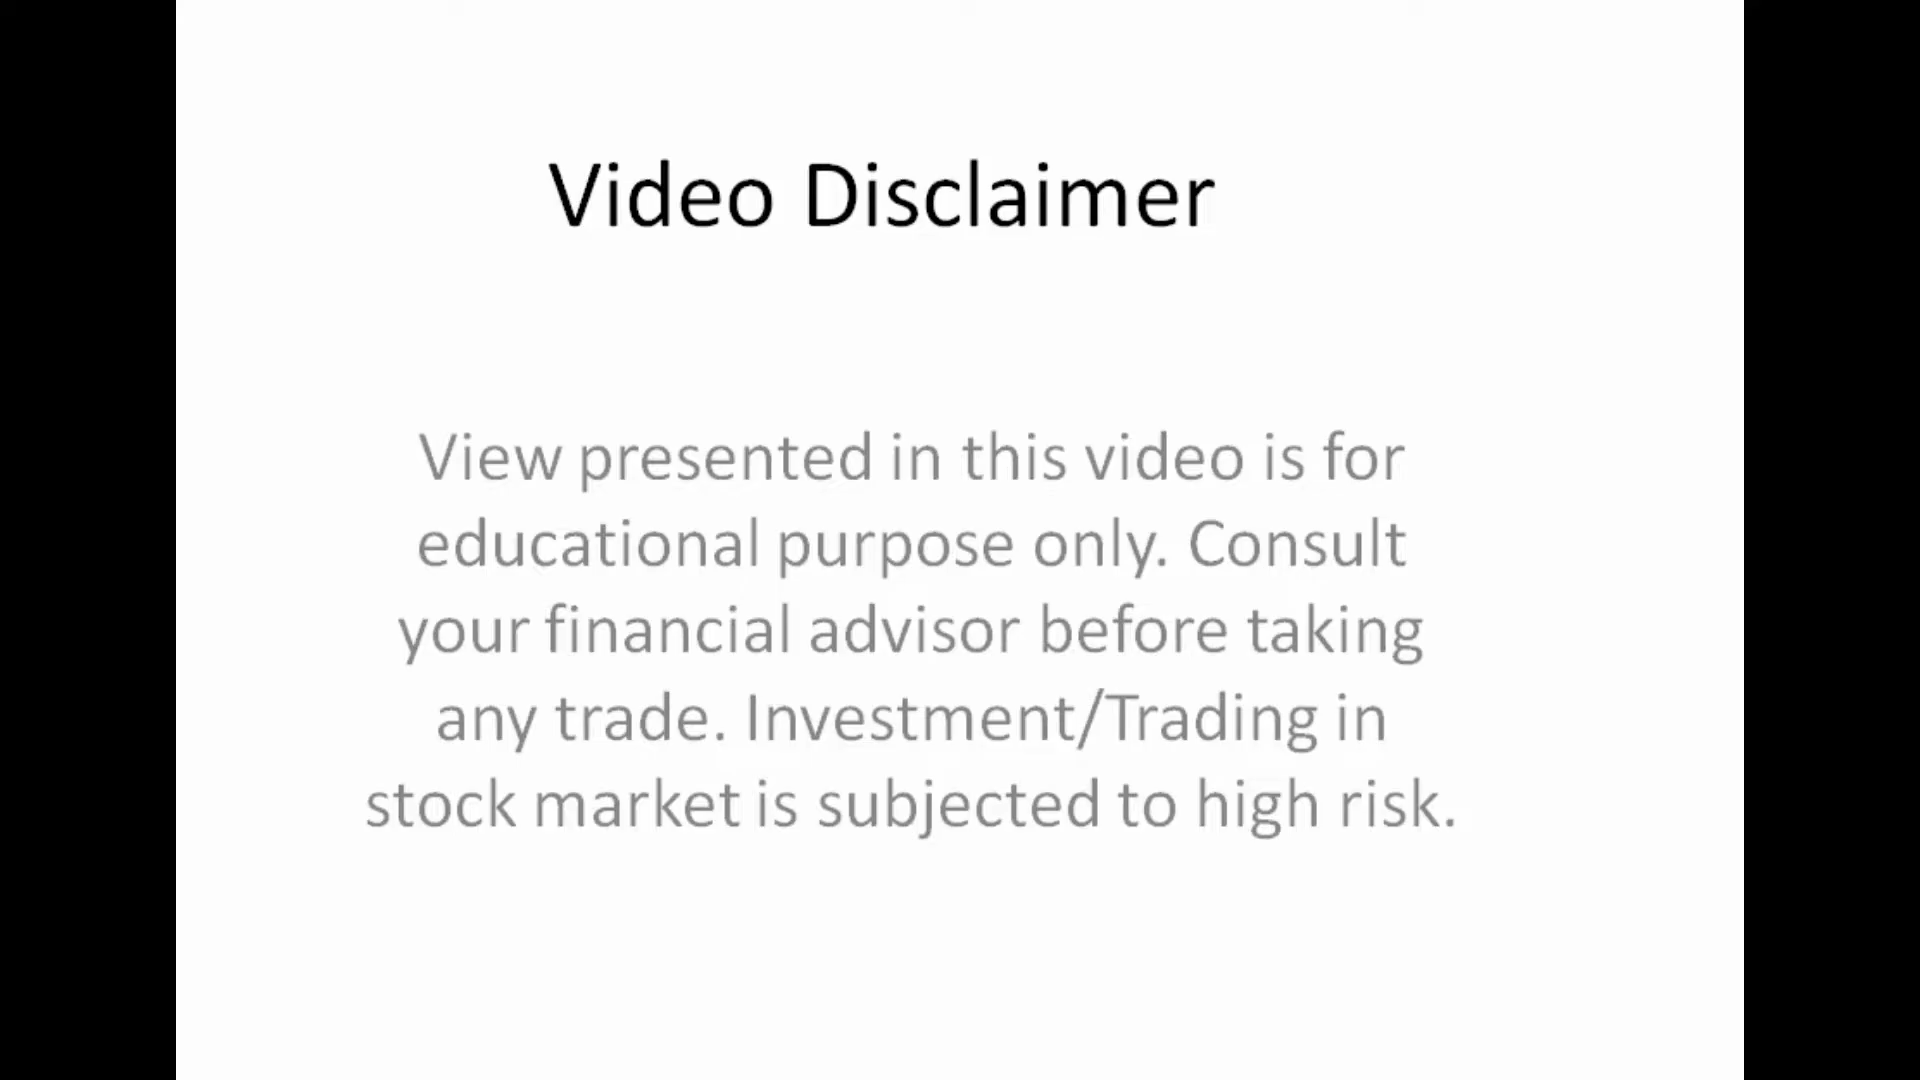 Video Disclaimer
View presented in this video is for
educational purpose only. Consult
your financial advisor before taking
any trade. Investment/Trading in
stock market is subjected to high risk.